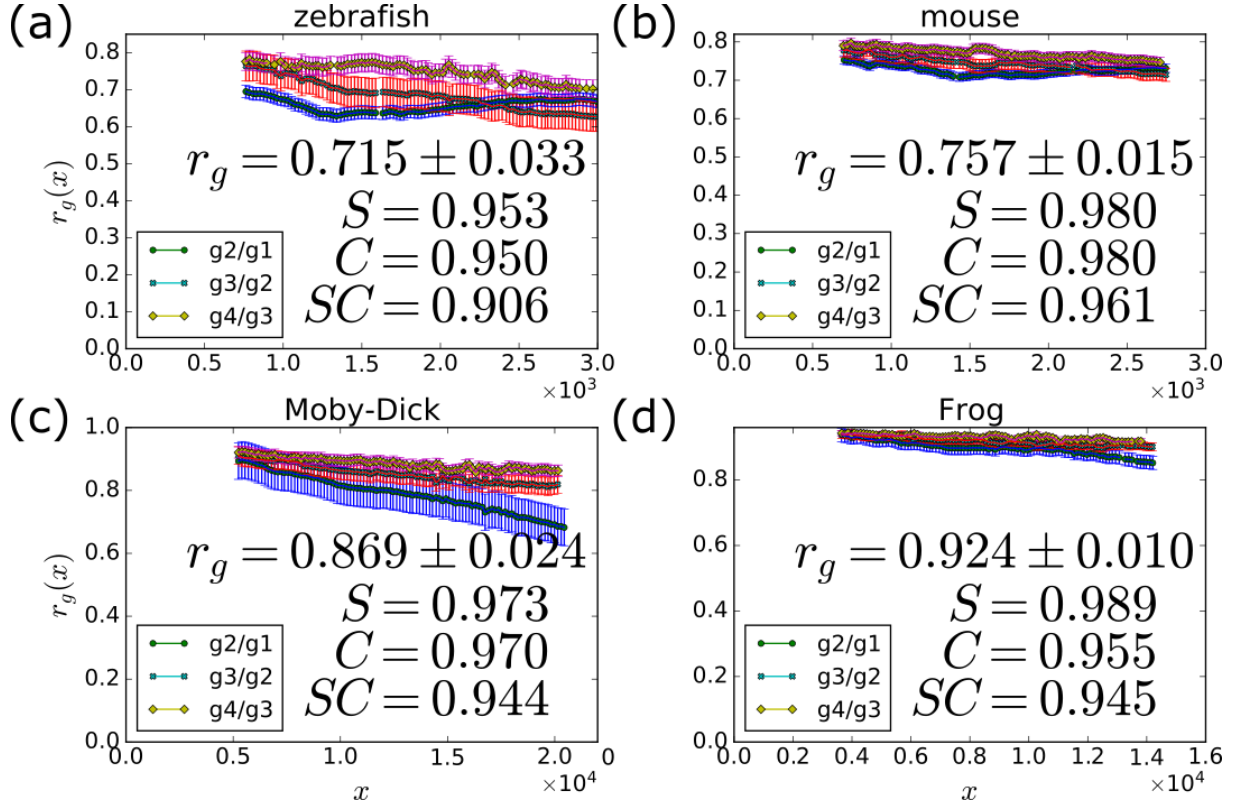 (a)
zebrafish
0.8
0.7
0.6
0.5
0.4
0.3
0.2
0.1
0.0
r_g(x)
r_g = 0.715 ± 0.033
S = 0.953
C = 0.950
SC = 0.906
g2/g1
g3/g2
g4/g3
0.0 0.5 1.0 1.5 2.0 2.5 3.0
×10³
(b)
mouse
0.8
0.7
0.6
0.5
0.4
0.3
0.2
0.1
0.0
r_g = 0.757 ± 0.015
S = 0.980
C = 0.980
SC = 0.961
g2/g1
g3/g2
g4/g3
0.0 0.5 1.0 1.5 2.0 2.5 3.0
×10³
(c)
Moby-Dick
1.0
0.8
0.6
0.4
0.2
0.0
r_g(x)
r_g = 0.869 ± 0.024
S = 0.973
C = 0.970
SC = 0.944
g2/g1
g3/g2
g4/g3
0.0 0.5 1.0 1.5 2.0 0
×10⁴
x
(d)
Frog
0.8
0.6
0.4
0.2
0.0
r_g = 0.924 ± 0.010
S = 0.989
C = 0.955
SC = 0.945
g2/g1
g3/g2
g4/g3
0.0 0.2 0.4 0.6 0.8 1.0 1.2 1.4 1.6
×10⁴
x